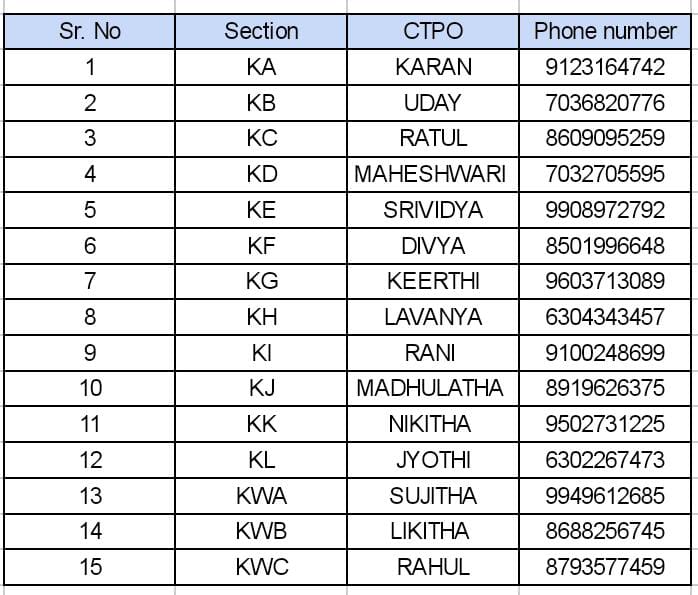 Sr. No Section CTPO Phone number
1 KA KARAN 9123164742
2 KB UDAY 7036820776
3 KC RATUL 8609095259
4 KD MAHESHWARI 7032705595
5 KE SRIVIDYA 9908972792
6 KF DIVYA 8501996648
7 KG KEERTHI 9603713089
8 KH LAVANYA 6304343457
9 KI RANI 9100248699
10 KJ MADHULATHA 8919626375
11 KK NIKITHA 9502731225
12 KL JYOTHI 6302267473
13 KWA SUJITHA 9949612685
14 KWB LIKITHA 8688256745
15 KWC RAHUL 8793577459